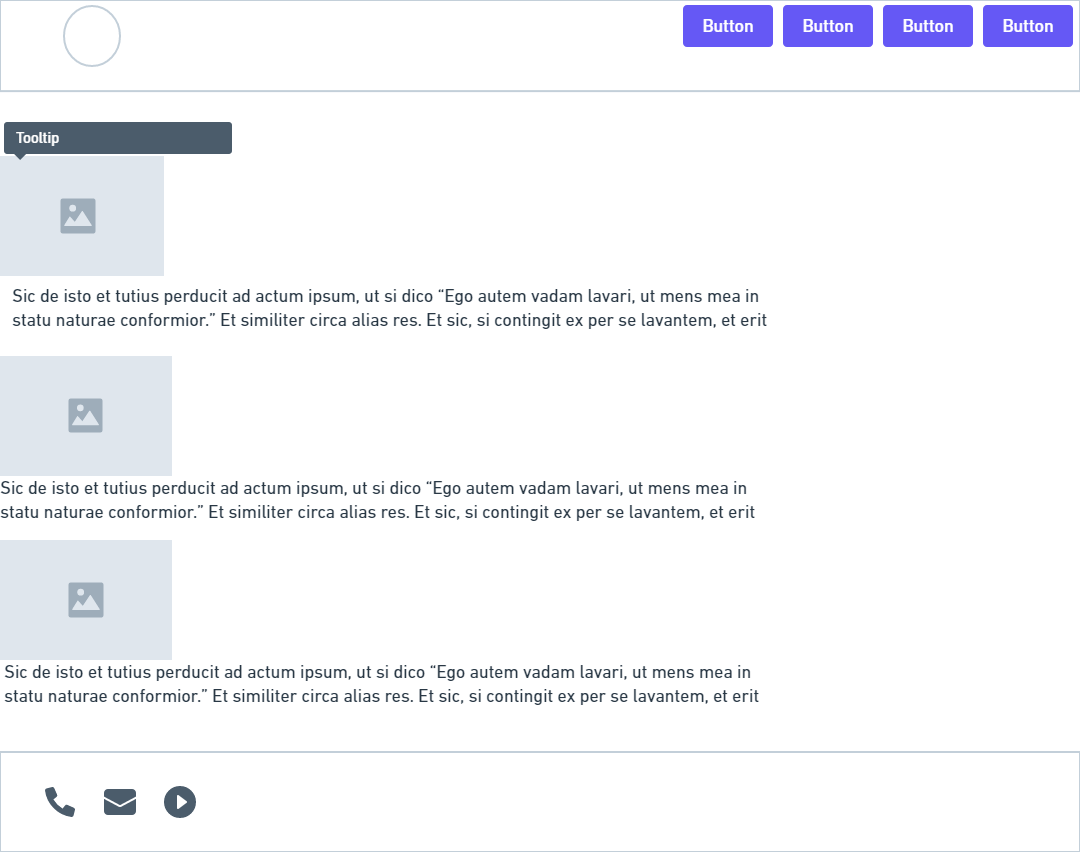 Button Button Button Button
Tooltip
Sic de isto et tutius perducit ad actum ipsum, ut si dico “Ego autem vadam lavari, ut mens mea in
statu naturae conformior.” Et similiter circa alias res. Et sic, si contingit ex per se lavantem, et erit
Sic de isto et tutius perducit ad actum ipsum, ut si dico “Ego autem vadam lavari, ut mens mea in
statu naturae conformior.” Et similiter circa alias res. Et sic, si contingit ex per se lavantem, et erit
Sic de isto et tutius perducit ad actum ipsum, ut si dico “Ego autem vadam lavari, ut mens mea in
statu naturae conformior.” Et similiter circa alias res. Et sic, si contingit ex per se lavantem, et erit